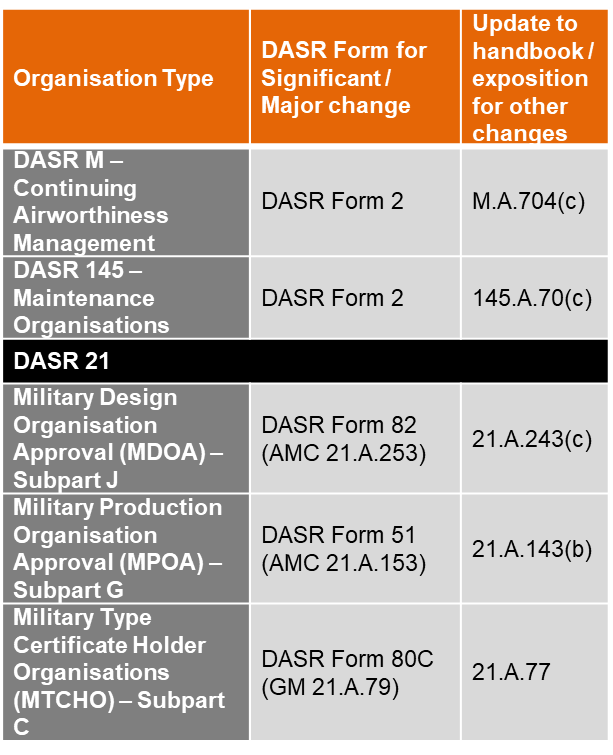 Organisation Type
DASR Form for
Significant /
Major change
Update to
handbook /
exposition
for other
changes
DASR M –
Continuing
Airworthiness
Management
DASR Form 2
M.A.704(c)
DASR 145 –
Maintenance
Organisations
DASR Form 2
145.A.70(c)
DASR 21
Military Design
Organisation
Approval (MDOA) –
Subpart J
DASR Form 82
(AMC 21.A.253)
21.A.243(c)
Military Production
Organisation
Approval (MPOA) –
Subpart G
DASR Form 51
(AMC 21.A.153)
21.A.143(b)
Military Type
Certificate Holder
Organisations
(MTCHO) – Subpart
C
DASR Form 80C
(GM 21.A.79)
21.A.77